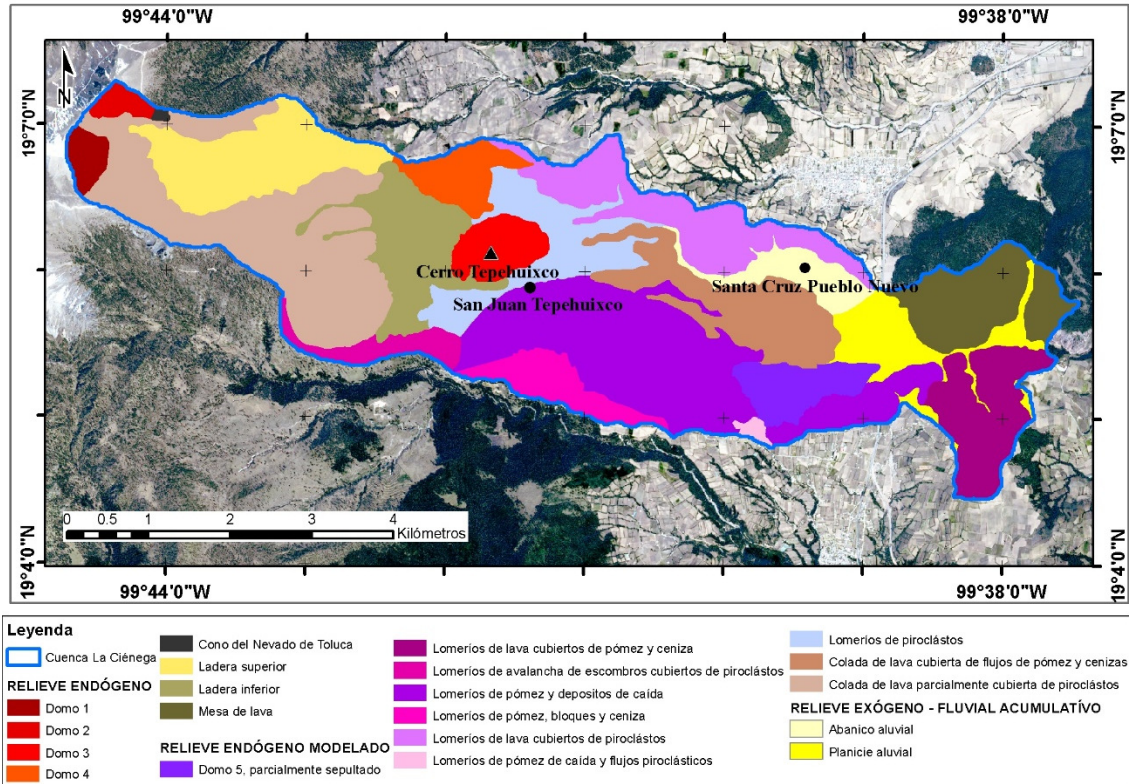 99°44'0"W 99°38'0"W
N
19°7'0"N 19°7'0"N
Cerro Tepehuixco
San Juan Tepehuixco
Santa Cruz Pueblo Nuevo
0 0.5 1 2 3 4
Kilómetros
19°4'0"N 19°4'0"N
99°44'0"W 99°38'0"W
Leyenda
Cuenca La Ciénega
RELIEVE ENDÓGENO
Domo 1
Domo 2
Domo 3
Domo 4
Cono del Nevado de Toluca
Ladera superior
Ladera inferior
Mesa de lava
RELIEVE ENDÓGENO MODELADO
Domo 5, parcialmente sepultado
Lomeríos de lava cubiertos de pómez y ceniza
Lomeríos de avalancha de escombros cubiertos de piroclástos
Lomeríos de pómez y depositos de caída
Lomeríos de pómez, bloques y ceniza
Lomeríos de lava cubiertos de piroclástos
Lomeríos de pómez de caída y flujos piroclásticos
Lomeríos de piroclástos
Colada de lava cubierta de flujos de pómez y cenizas
Colada de lava parcialmente cubierta de piroclástos
RELIEVE EXÓGENO - FLUVIAL ACUMULATÍVO
Abanico aluvial
Planicie aluvial